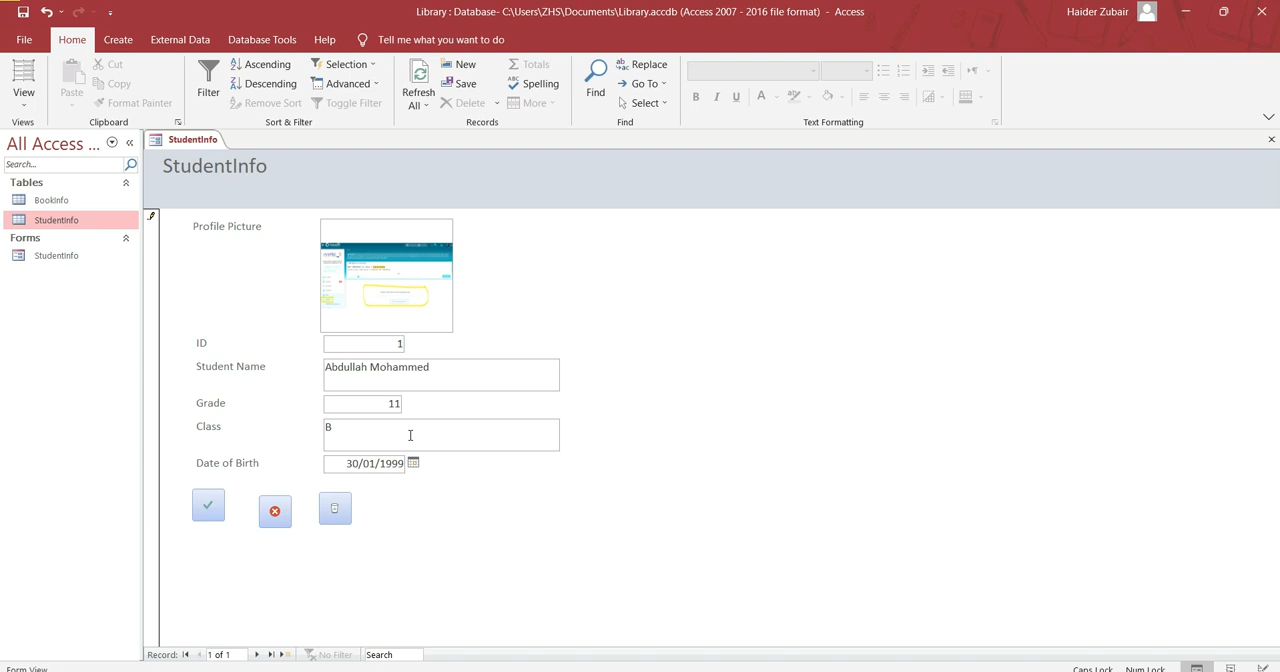 Library : Database- C:\Users\ZHS\Documents\Library.accdb (Access 2007 - 2016 file format) - Access
Haider Zubair
File Home Create External Data Database Tools Help Tell me what you want to do
View
Views
Paste
Cut
Copy
Format Painter
Clipboard
Filter
Ascending
Descending
Remove Sort
Selection
Advanced
Toggle Filter
Sort & Filter
Refresh
All
New
Save
Delete
Totals
Spelling
More
Records
Find
Replace
Go To
Select
Find
B I U A
Text Formatting
All Access ...
Search...
Tables
BookInfo
StudentInfo
Forms
StudentInfo
StudentInfo
StudentInfo
Profile Picture
ID 1
Student Name Abdullah Mohammed
Grade 11
Class B
Date of Birth 30/01/1999
Record: 1 of 1 No Filter Search
Form View
Caps Lock Num Lock